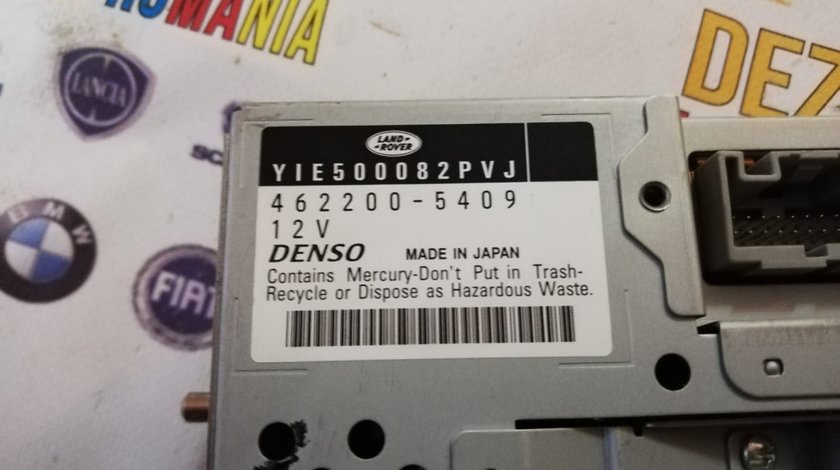 ROMANIA
DEZ
LANCIA
SC
BMW
FIAT
LAND-
ROVER
YIE500082PVJ
462200-5409
12V
DENSO MADE IN JAPAN
Contains Mercury-Don't Put in Trash-
Recycle or Dispose as Hazardous Waste.